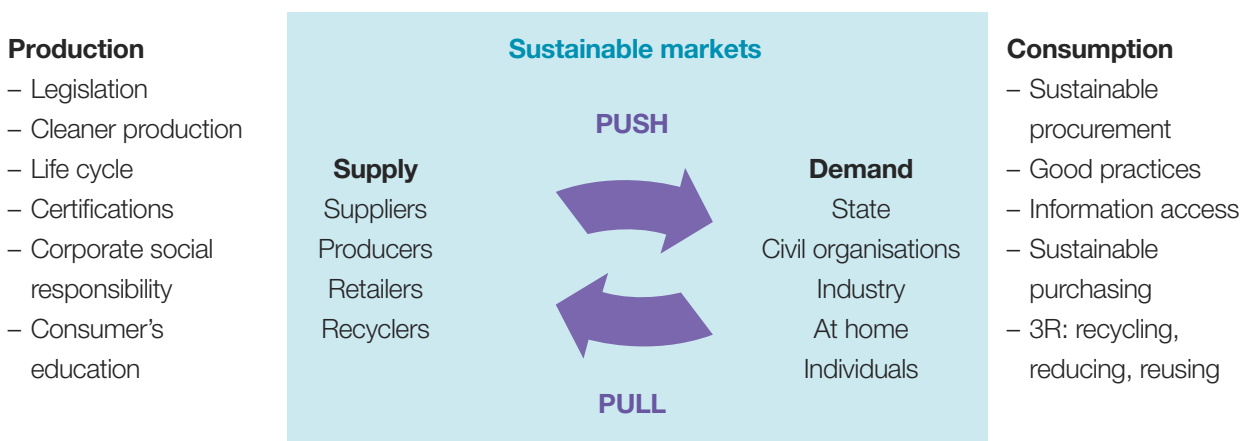 Production
– Legislation
– Cleaner production
– Life cycle
– Certifications
– Corporate social
responsibility
– Consumer’s
education
Sustainable markets
PUSH
Supply
Suppliers
Producers
Retailers
Recyclers
Demand
State
Civil organisations
Industry
At home
Individuals
PULL
Consumption
– Sustainable
procurement
– Good practices
– Information access
– Sustainable
purchasing
– 3R: recycling,
reducing, reusing